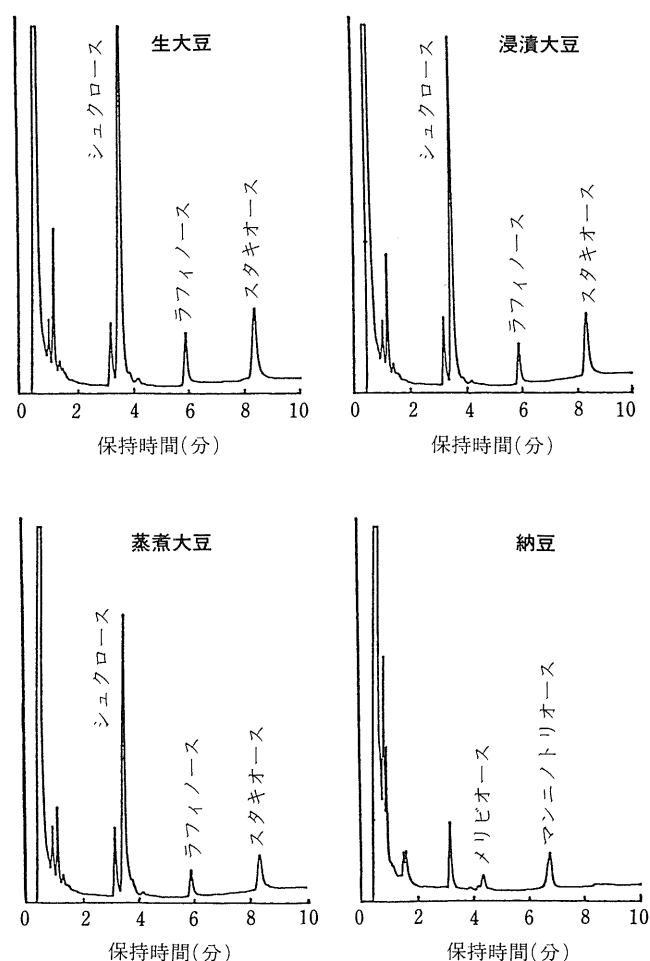 生大豆
シュクロース
ラフィノース
スタキオース
0 2 4 6 8 10
保持時間(分)
浸漬大豆
シュクロース
ラフィノース
スタキオース
0 2 4 6 8 10
保持時間(分)
蒸煮大豆
シュクロース
ラフィノース
スタキオース
0 2 4 6 8 10
保持時間(分)
納豆
メリビオース
マンニノトリオース
0 2 4 6 8 10
保持時間(分)